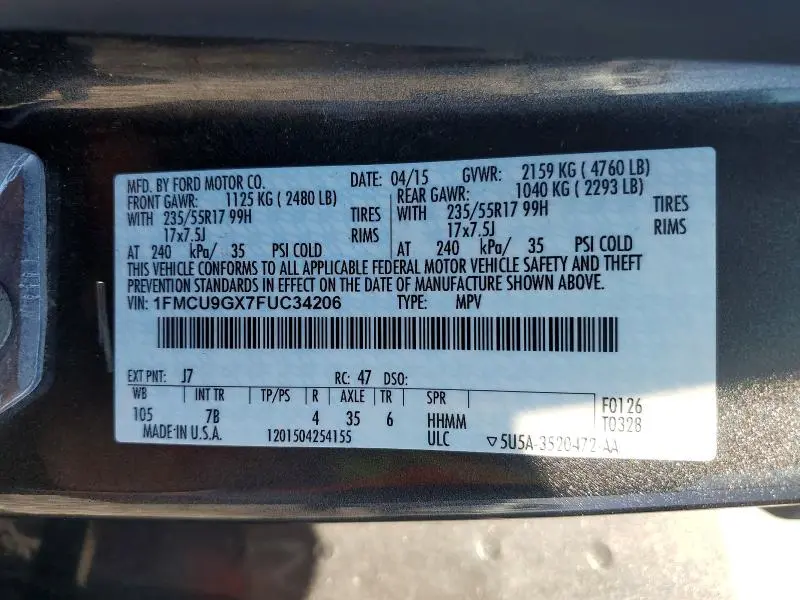 MFD. BY FORD MOTOR CO. DATE: 04/15 GVWR: 2159 KG ( 4760 LB)
FRONT GAWR: 1125 KG ( 2480 LB) REAR GAWR: 1040 KG ( 2293 LB)
WITH 235/55R17 99H TIRES WITH 235/55R17 99H TIRES
17x7.5J RIMS 17x7.5J RIMS
AT 240 kPa/ 35 PSI COLD AT 240 kPa/ 35 PSI COLD
THIS VEHICLE CONFORMS TO ALL APPLICABLE FEDERAL MOTOR VEHICLE SAFETY AND THEFT
PREVENTION STANDARDS IN EFFECT ON THE DATE OF MANUFACTURE SHOWN ABOVE.
VIN: 1FMCU9GX7FUC34206 TYPE: MPV
EXT PNT: J7 RC: 47 DSO:
WB INT TR TP/PS R AXLE TR SPR
105 7B 4 35 6 HHMM F0126
MADE IN U.S.A. 1201504254155 ULC T0328
▽5U5A-3520472-AA